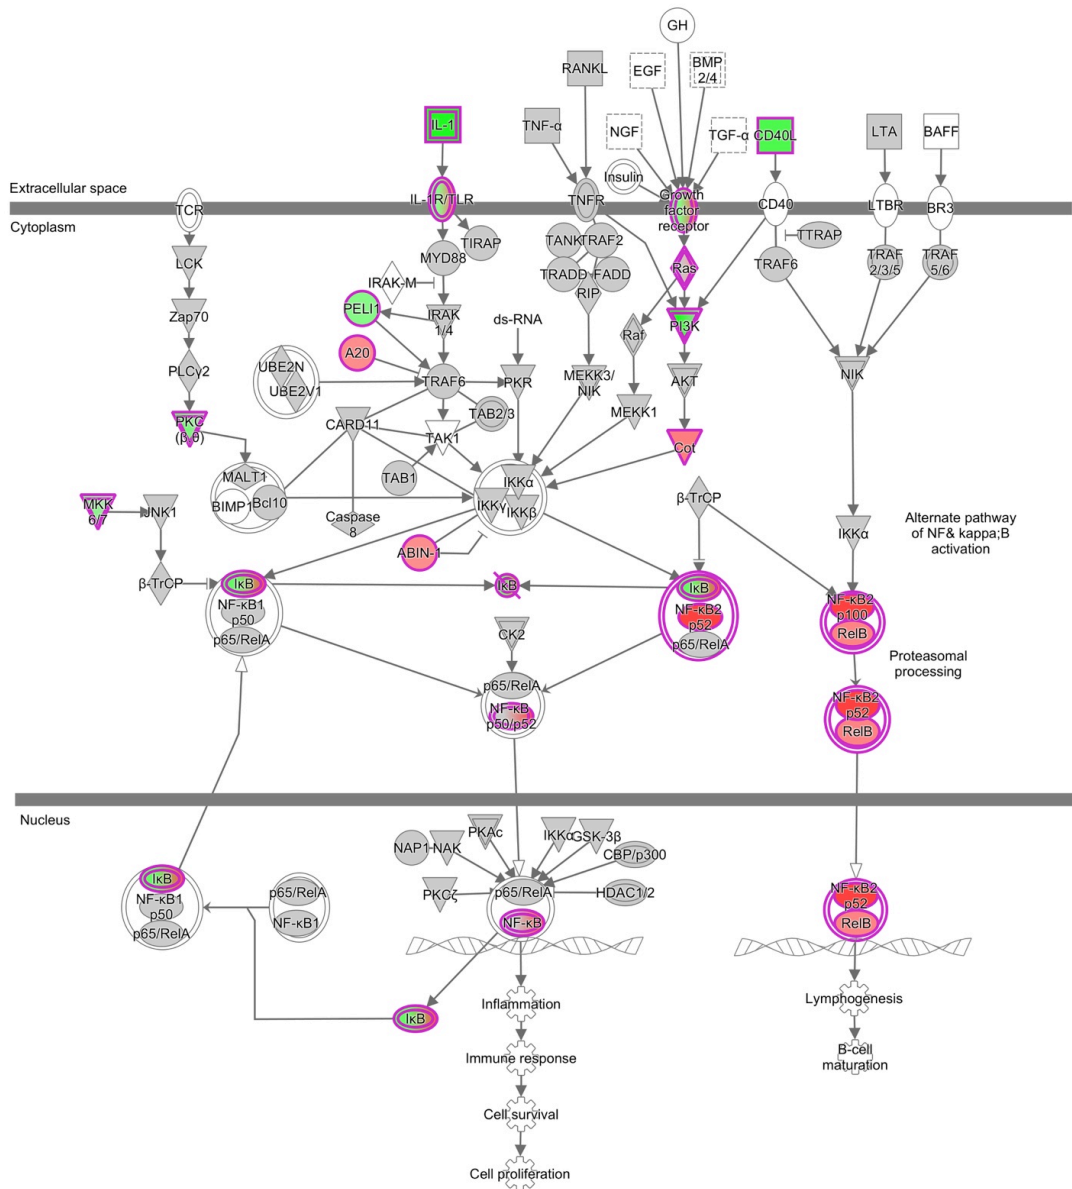 GH
RANKL
EGF
BMP
2/4
IL-1
TNF-α
NGF
TGF-α
CD40L
LTA
BAFF
Insulin
Extracellular space
TCR
IL-1R/TLR
TNFR
Growth
factor
receptor
CD40
LTBR
BR3
Cytoplasm
LCK
MYD88
TIRAP
TANK
TRAF2
TTRAP
TRAF6
TRAF
2/3/5
TRAF
5/6
IRAK-M
TRADD
FADD
RIP
Ras
PELI1
IRAK
1/4
ds-RNA
Zap70
Raf
PI3K
A20
PLCγ2
UBE2N
UBE2V1
TRAF6
PKR
MEKK3/
NIK
AKT
NIK
MEKK1
TAB2/3
PKC
(β,θ)
CARD11
TAK1
Cot
MALT1
TAB1
IKKα
BIMP1
Bcl10
IKKγ
IKKβ
β-TrCP
MKK
6/7
JNK1
Caspase
8
ABIN-1
IKKα
Alternate pathway
of NF& kappa;B
activation
β-TrCP
IκB
NF-κB1
p50
p65/RelA
IκB
IκB
NF-κB2
p52
p65/RelA
NF-κB2
p100
RelB
CK2
Proteasomal
processing
p65/RelA
NF-κB
p50/p52
NF-κB2
p52
RelB
Nucleus
NAP1
NAK
PKAc
IKKα
GSK-3β
CBP/p300
PKCζ
p65/RelA
HDAC1/2
NF-κB
IκB
NF-κB1
p50
p65/RelA
p65/RelA
NF-κB1
NF-κB2
p52
RelB
IκB
Inflammation
Immune response
Cell survival
Cell proliferation
Lymphogenesis
B-cell
maturation